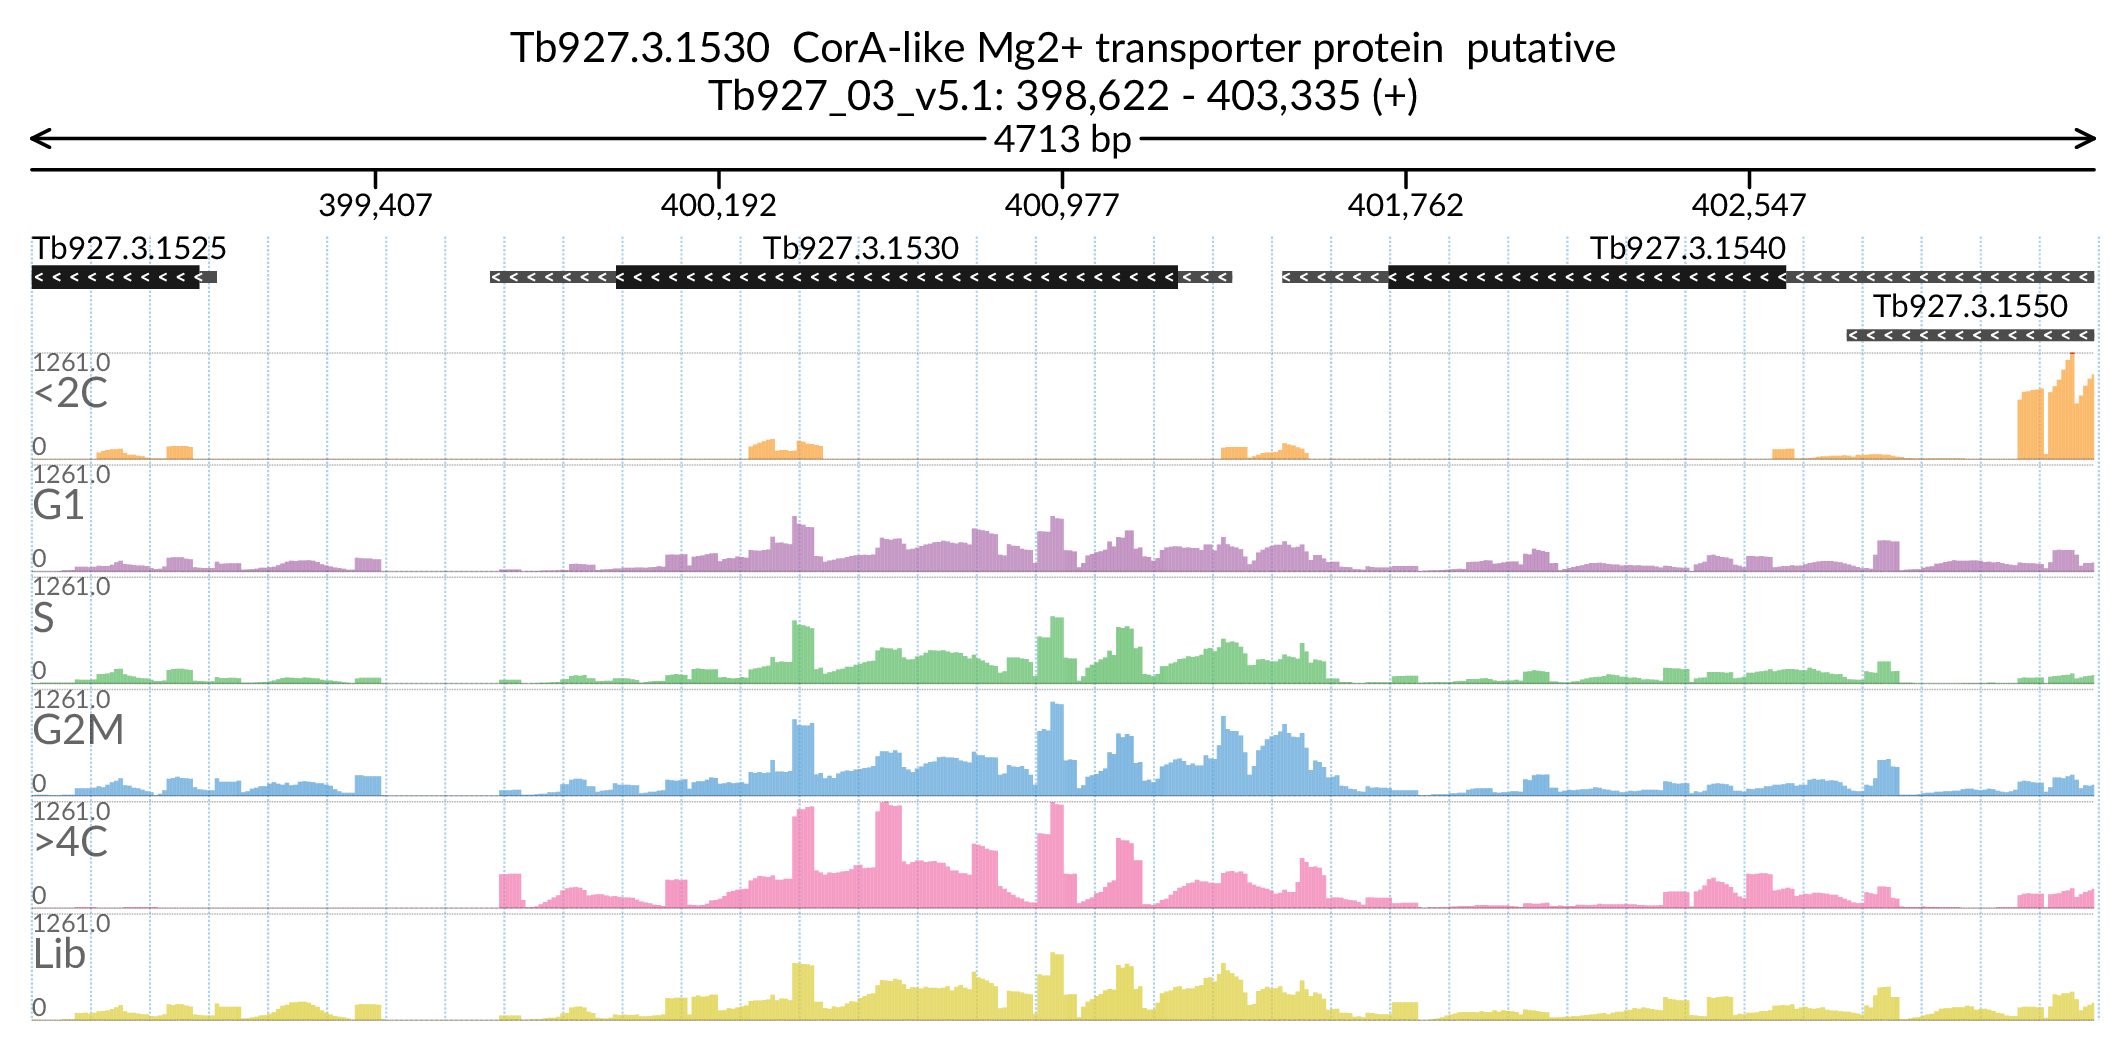 Tb927.3.1530  CorA-like Mg2+ transporter protein  putative
Tb927_03_v5.1: 398,622 - 403,335 (+)
4713 bp
399,407 400,192 400,977 401,762 402,547
Tb927.3.1525 Tb927.3.1530 Tb927.3.1540
Tb927.3.1550
1261.0
<2C
0
1261.0
G1
0
1261.0
S
0
1261.0
G2M
0
1261.0
>4C
0
1261.0
Lib
0